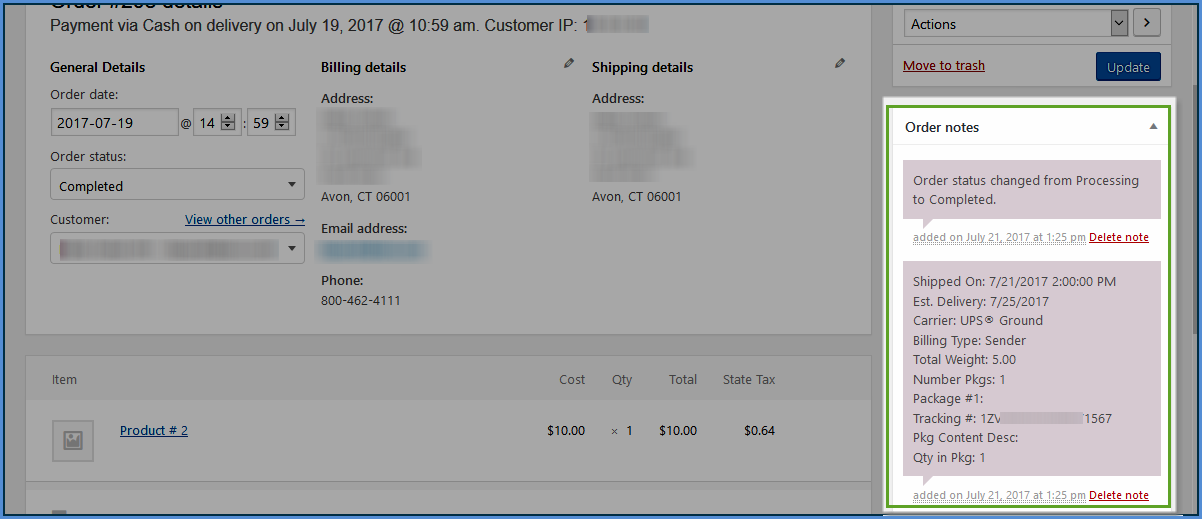 Order #203 details
Payment via Cash on delivery on July 19, 2017 @ 10:59 am. Customer IP: 1
General Details
Order date:
2017-07-19 @ 14 : 59
Order status:
Completed
Customer: View other orders →
Billing details
Address:
Avon, CT 06001
Email address:
Phone:
800-462-4111
Shipping details
Address:
Avon, CT 06001
Item Cost Qty Total State Tax
Product # 2 $10.00 × 1 $10.00 $0.64
Actions
Move to trash Update
Order notes
Order status changed from Processing
to Completed.
added on July 21, 2017 at 1:25 pm Delete note
Shipped On: 7/21/2017 2:00:00 PM
Est. Delivery: 7/25/2017
Carrier: UPS® Ground
Billing Type: Sender
Total Weight: 5.00
Number Pkgs: 1
Package #1:
Tracking #: 1ZV 1567
Pkg Content Desc:
Qty in Pkg: 1
added on July 21, 2017 at 1:25 pm Delete note